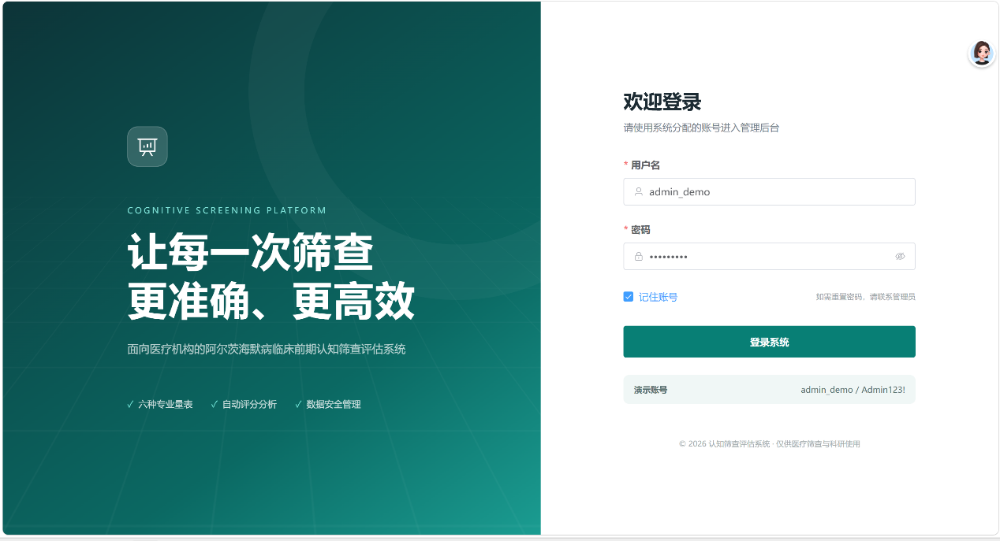 COGNITIVE SCREENING PLATFORM
让每一次筛查
更准确、更高效
面向医疗机构的阿尔茨海默病临床前期认知筛查评估系统
✓ 六种专业量表 ✓ 自动评分分析 ✓ 数据安全管理
欢迎登录
请使用系统分配的账号进入管理后台
* 用户名
admin_demo
* 密码
•••••••••
记住账号 如需重置密码，请联系管理员
登录系统
演示账号 admin_demo / Admin123!
© 2026 认知筛查评估系统 · 仅供医疗筛查与科研使用